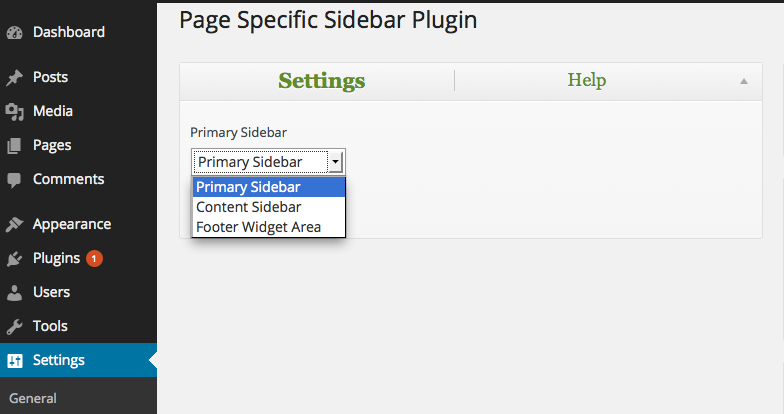 Page Specific Sidebar Plugin
Dashboard
Posts
Media
Pages
Comments
Appearance
Plugins 1
Users
Tools
Settings
General
Settings
Help
Primary Sidebar
Primary Sidebar
Primary Sidebar
Content Sidebar
Footer Widget Area